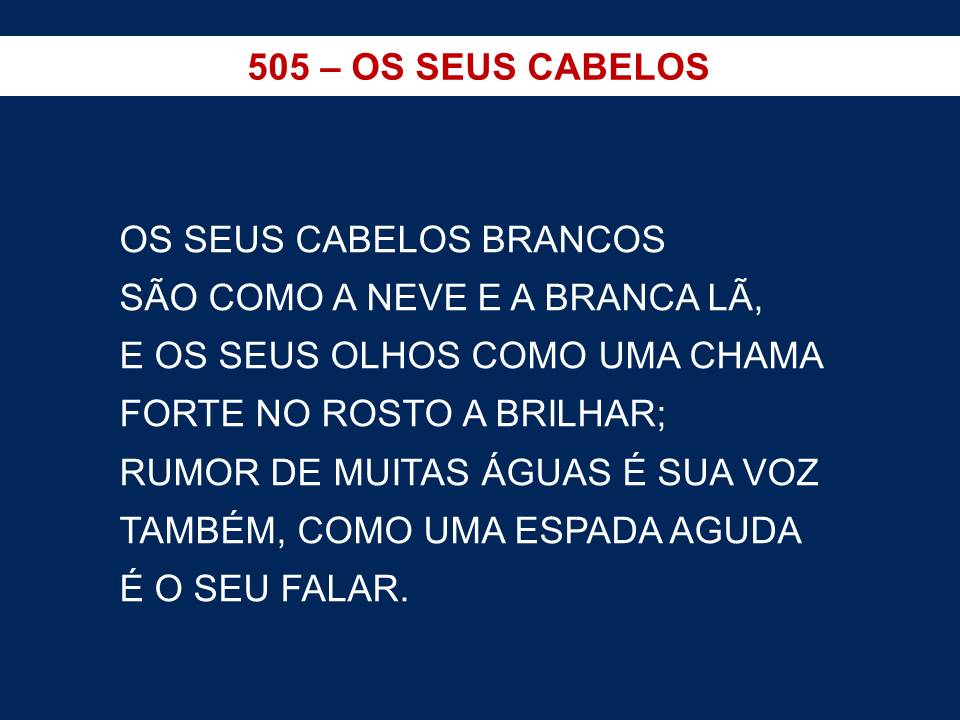 505 – OS SEUS CABELOS
OS SEUS CABELOS BRANCOS
SÃO COMO A NEVE E A BRANCA LÃ,
E OS SEUS OLHOS COMO UMA CHAMA
FORTE NO ROSTO A BRILHAR;
RUMOR DE MUITAS ÁGUAS É SUA VOZ
TAMBÉM, COMO UMA ESPADA AGUDA
É O SEU FALAR.